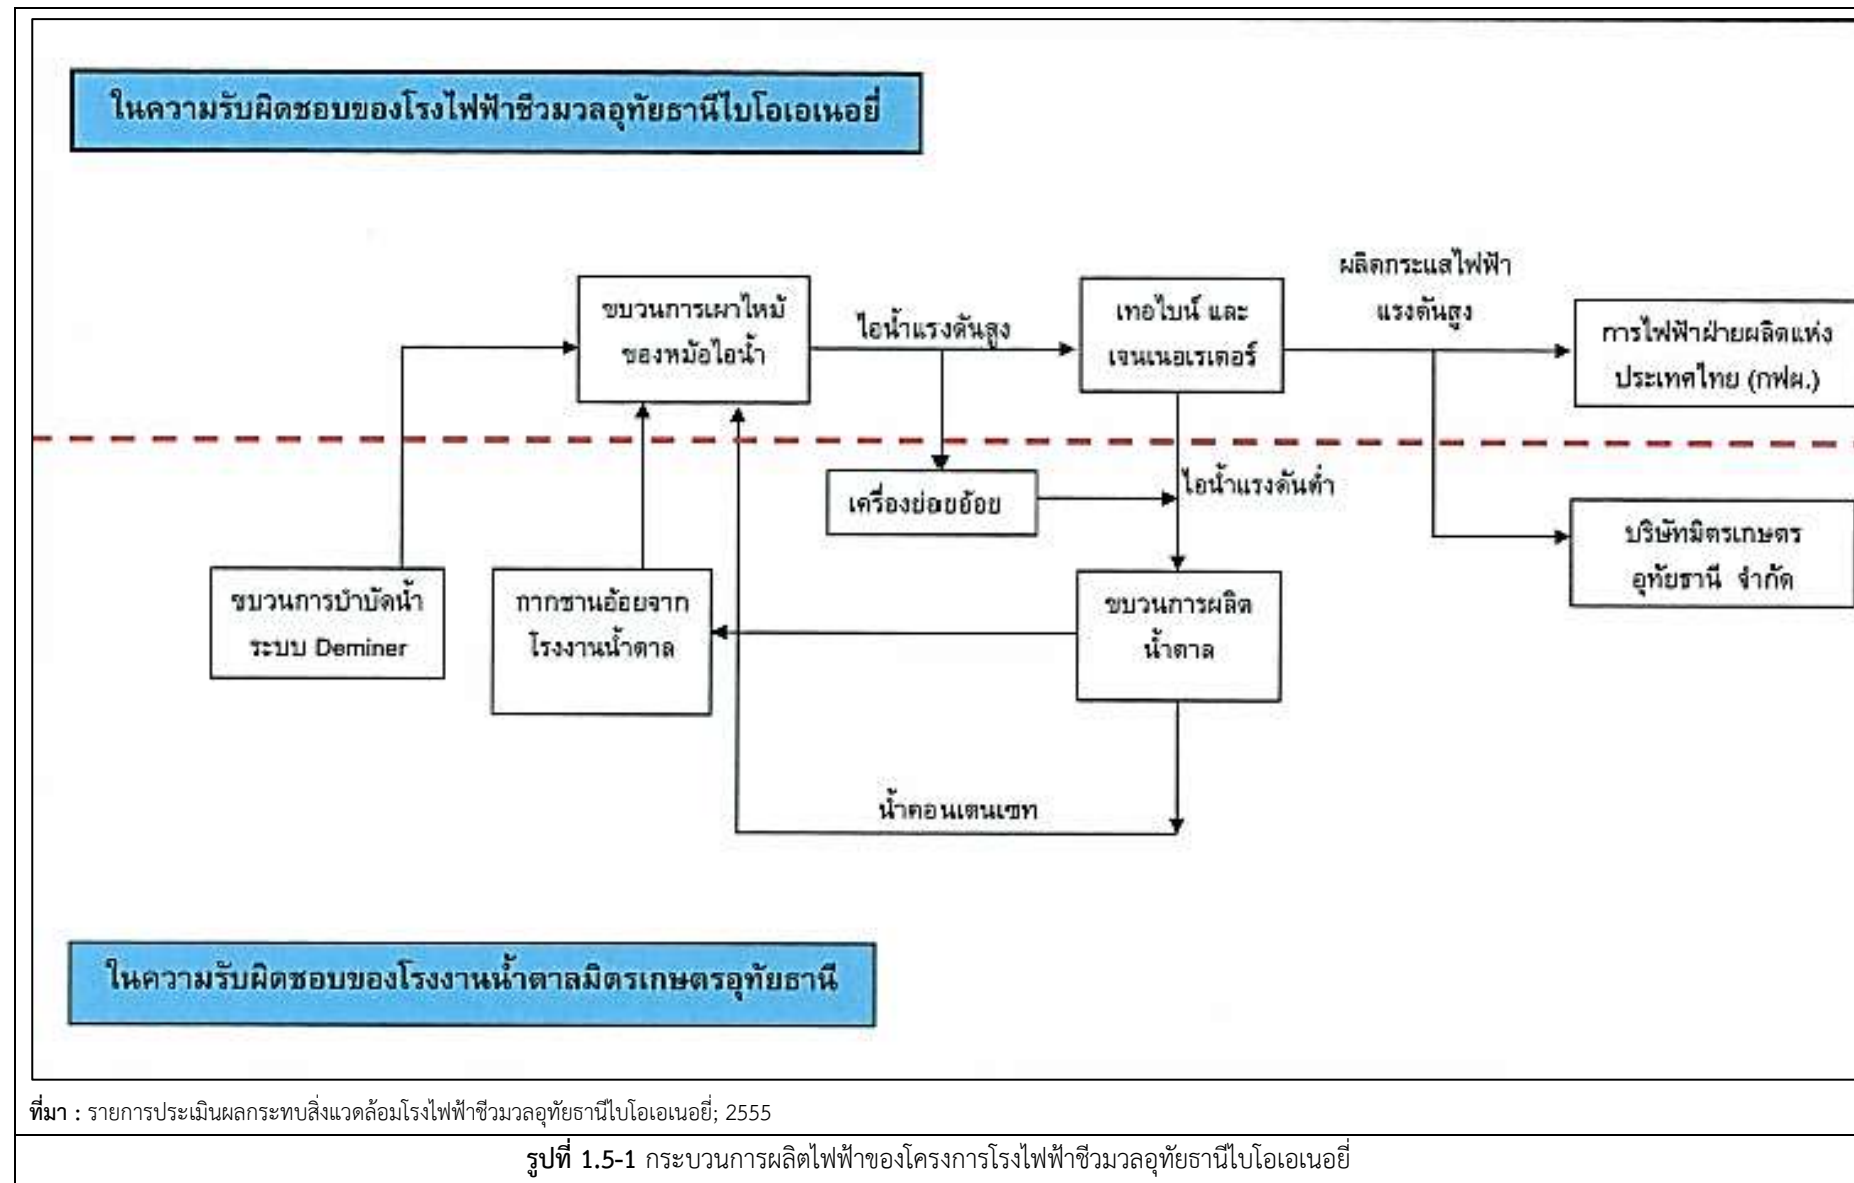 ในความรับผิดชอบของโรงไฟฟ้าชีวมวลอุทัยธานีไบโอเอเนอยี่
ผลิตกระแสไฟฟ้า
แรงดันสูง
ขบวนการเผาไหม้
ของหม้อไอน้ำ
ไอน้ำแรงดันสูง
เทอไบน์ และ
เจนเนอเรเตอร์
การไฟฟ้าฝ่ายผลิตแห่ง
ประเทศไทย (กฟผ.)
เครื่องย่อยอ้อย
ไอน้ำแรงดันต่ำ
บริษัทมิตรเกษตร
อุทัยธานี จำกัด
ขบวนการบำบัดน้ำ
ระบบ Deminer
กากชานอ้อยจาก
โรงงานน้ำตาล
ขบวนการผลิต
น้ำตาล
น้ำคอนเดนเซท
ในความรับผิดชอบของโรงงานน้ำตาลมิตรเกษตรอุทัยธานี
ที่มา : รายการประเมินผลกระทบสิ่งแวดล้อมโรงไฟฟ้าชีวมวลอุทัยธานีไบโอเอเนอยี่; 2555
รูปที่ 1.5-1 กระบวนการผลิตไฟฟ้าของโครงการโรงไฟฟ้าชีวมวลอุทัยธานีไบโอเอเนอยี่